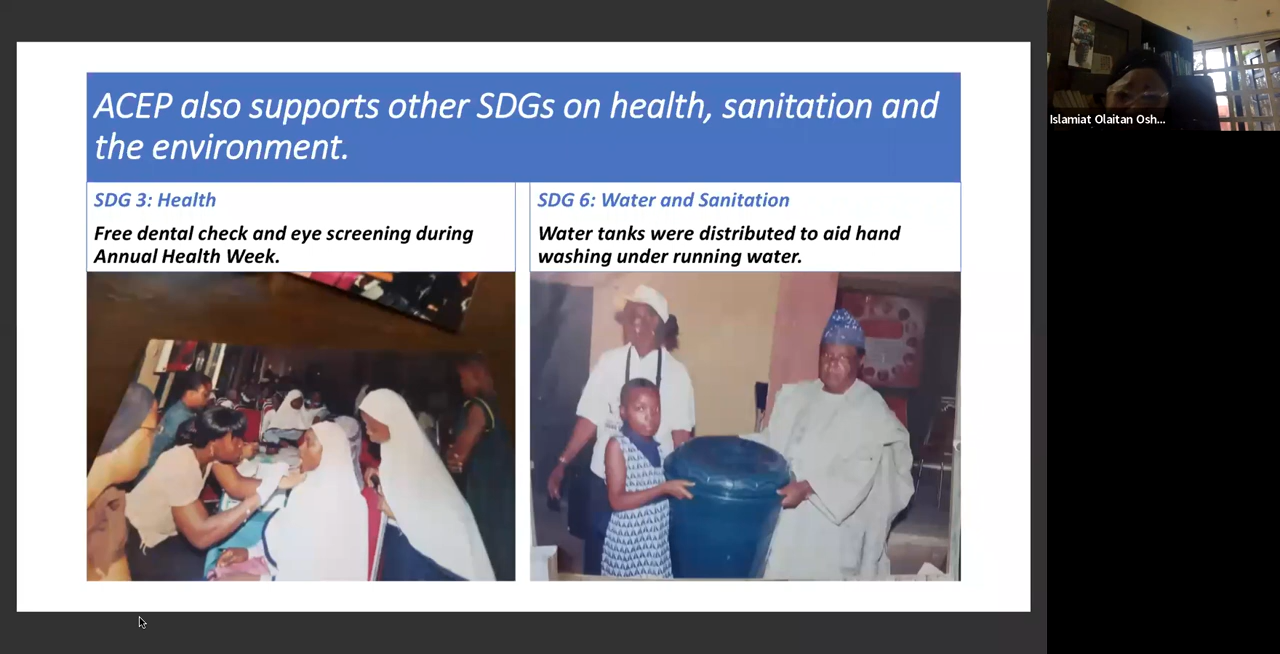 ACEP also supports other SDGs on health, sanitation and
the environment.
SDG 3: Health
Free dental check and eye screening during
Annual Health Week.
SDG 6: Water and Sanitation
Water tanks were distributed to aid hand
washing under running water.
Islamiat Olaitan Osh...